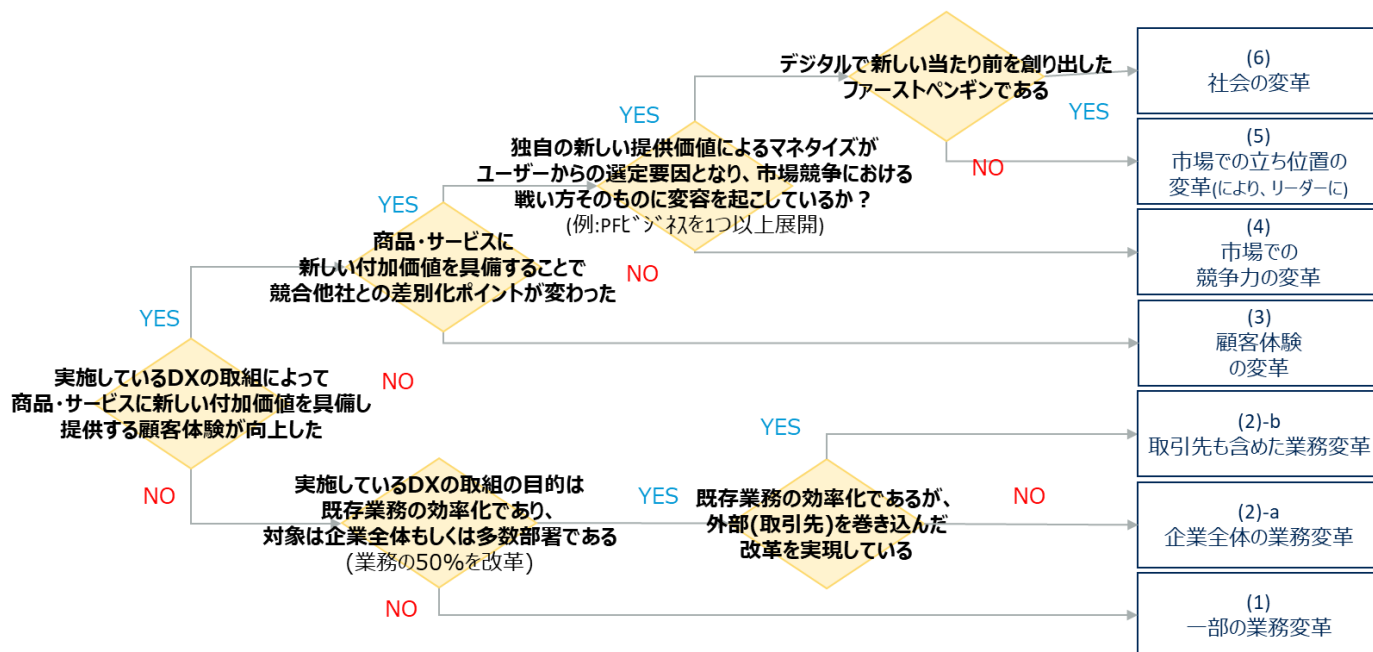 デジタルで新しい当たり前を創り出した
ファーストペンギンである
(6)
社会の変革
YES
YES
独自の新しい提供価値によるマネタイズが
ユーザーからの選定要因となり、市場競争における
戦い方そのものに変容を起こしているか？
(例:PFﾋﾞｼﾞﾈｽを1つ以上展開)
NO
(5)
市場での立ち位置の
変革(により、リーダーに)
YES
商品・サービスに
新しい付加価値を具備することで
競合他社との差別化ポイントが変わった
NO
(4)
市場での
競争力の変革
YES
(3)
顧客体験
の変革
実施しているDXの取組によって
商品・サービスに新しい付加価値を具備し
提供する顧客体験が向上した
NO
YES
(2)-b
取引先も含めた業務変革
NO
実施しているDXの取組の目的は
既存業務の効率化であり、
対象は企業全体もしくは多数部署である
(業務の50%を改革)
YES
既存業務の効率化であるが、
外部(取引先)を巻き込んだ
改革を実現している
NO
(2)-a
企業全体の業務変革
NO
(1)
一部の業務変革